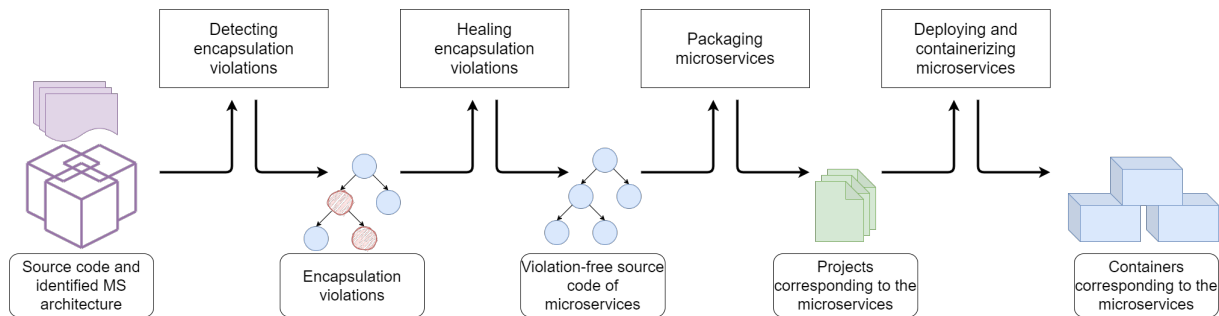 Detecting
encapsulation
violations
Healing
encapsulation
violations
Packaging
microservices
Deploying and
containerizing
microservices
Source code and
identified MS
architecture
Encapsulation
violations
Violation-free source
code of
microservices
Projects
corresponding to the
microservices
Containers
corresponding to the
microservices